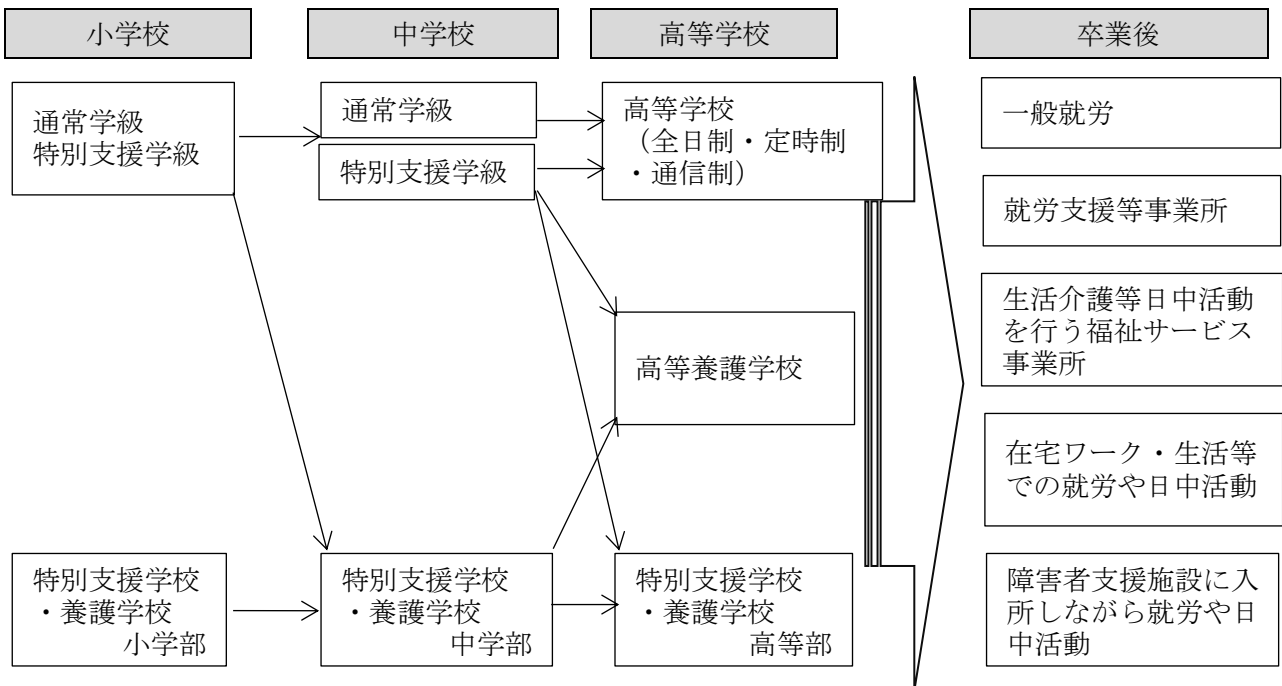 小学校
中学校
高等学校
卒業後
通常学級
特別支援学級
通常学級
特別支援学級
高等学校
（全日制・定時制
・通信制）
高等養護学校
特別支援学校
・養護学校
小学部
特別支援学校
・養護学校
中学部
特別支援学校
・養護学校
高等部
一般就労
就労支援等事業所
生活介護等日中活動
を行う福祉サービス
事業所
在宅ワーク・生活等
での就労や日中活動
障害者支援施設に入
所しながら就労や日
中活動